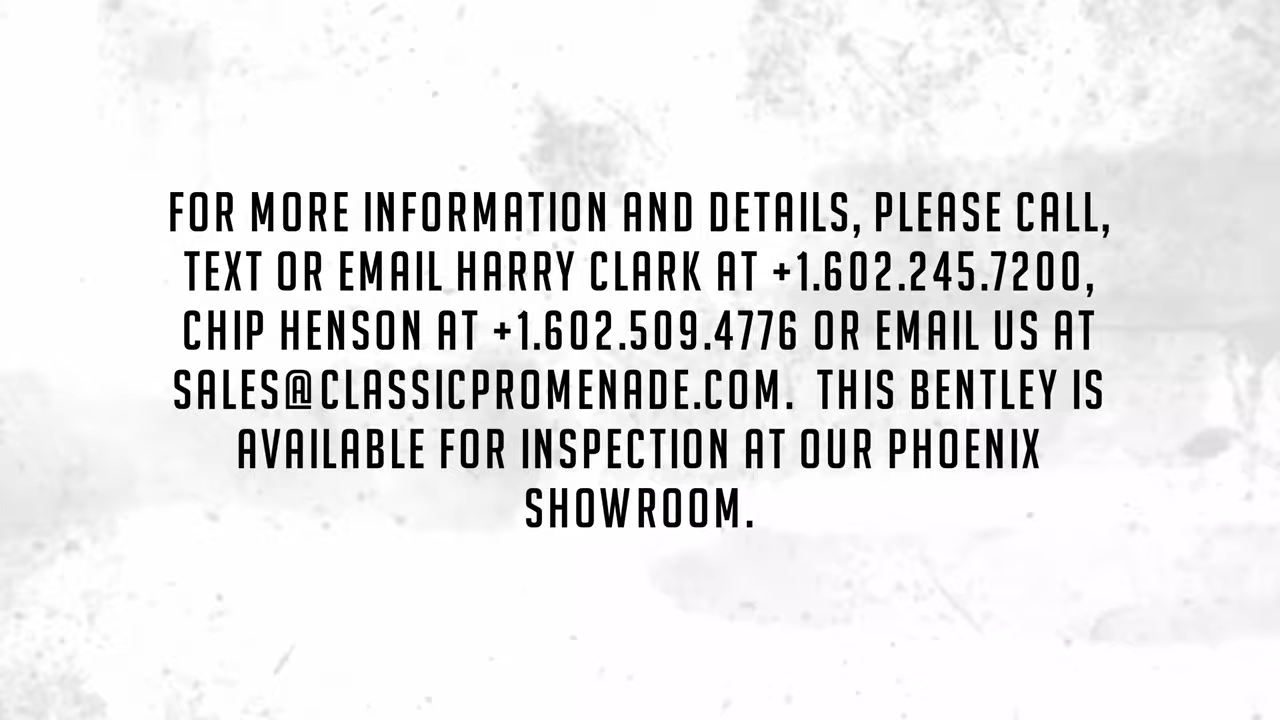 FOR MORE INFORMATION AND DETAILS, PLEASE CALL,
TEXT OR EMAIL HARRY CLARK AT +1.602.245.7200,
CHIP HENSON AT +1.602.509.4776 OR EMAIL US AT
SALES@CLASSICPROMENADE.COM.  THIS BENTLEY IS
AVAILABLE FOR INSPECTION AT OUR PHOENIX
SHOWROOM.